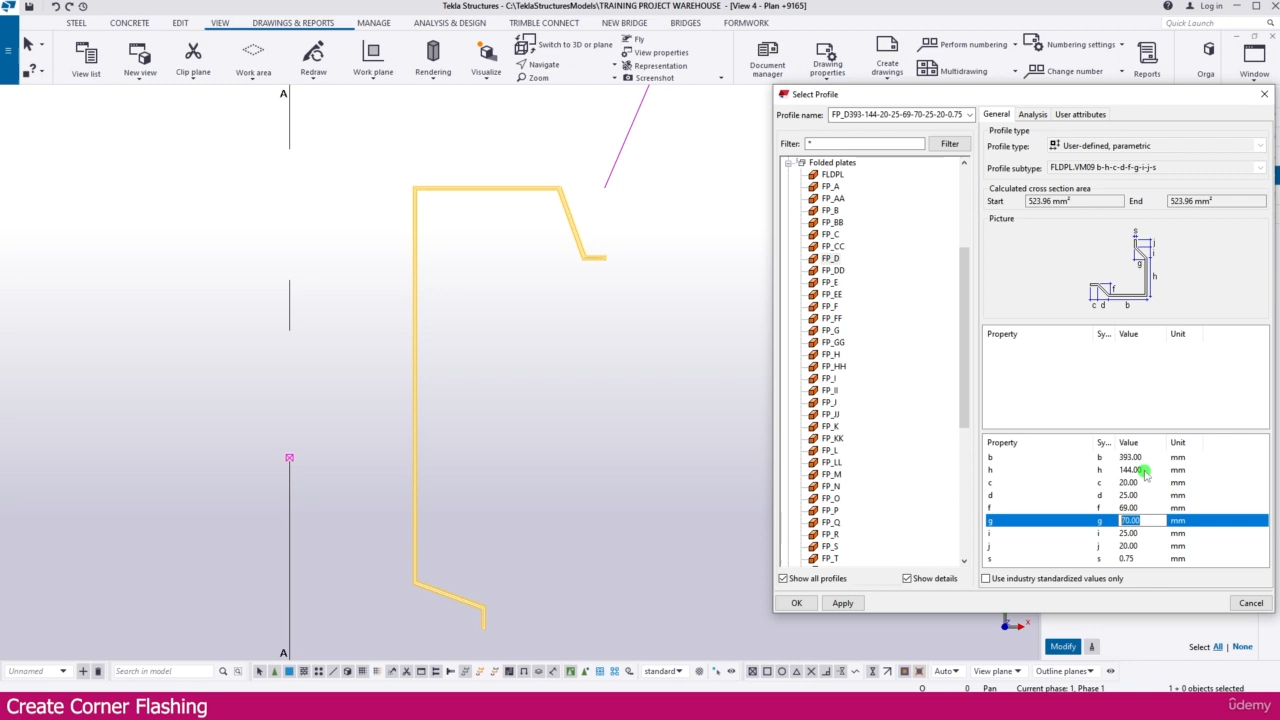 Tekla Structures - C:\TeklaStructuresModels\TRAINING PROJECT WAREHOUSE - [View 4 - Plan +9165]
Log in
STEEL CONCRETE EDIT VIEW DRAWINGS & REPORTS MANAGE ANALYSIS & DESIGN TRIMBLE CONNECT NEW BRIDGE BRIDGES FORMWORK
Quick Launch
View list
New view
Clip plane
Work area
Redraw
Work plane
Rendering
Visualize
Switch to 3D or plane
Navigate
Zoom
Fly
View properties
Representation
Screenshot
Document manager
Drawing properties
Create drawings
Perform numbering
Multidrawing
Numbering settings
Change number
Reports
Orga
Window
A
A
Select Profile
Profile name: FP_D393-144-20-25-69-70-25-20-0.75
Filter: *
Filter
Folded plates
FLDPL
FP_A
FP_AA
FP_B
FP_BB
FP_C
FP_CC
FP_D
FP_DD
FP_E
FP_EE
FP_F
FP_FF
FP_G
FP_GG
FP_H
FP_HH
FP_I
FP_II
FP_J
FP_JJ
FP_K
FP_KK
FP_L
FP_LL
FP_M
FP_N
FP_O
FP_P
FP_Q
FP_R
FP_S
FP_T
Show all profiles
Show details
OK
Apply
General Analysis User attributes
Profile type
Profile type: User-defined, parametric
Profile subtype: FLDPL.VM09 b-h-c-d-f-g-i-j-s
Calculated cross section area
Start 523.96 mm² End 523.96 mm²
Picture
s
j
i
g
h
f
c d b
Property Sy... Value Unit
Property Sy... Value Unit
b b 393.00 mm
h h 144.00 mm
c c 20.00 mm
d d 25.00 mm
f f 69.00 mm
g g 70.00 mm
i i 25.00 mm
j j 20.00 mm
s s 0.75 mm
Use industry standardized values only
Cancel
x
Modify
Select All | None
Unnamed
Search in model
standard
Auto
View plane
Outline planes
O 0 Pan Current phase: 1, Phase 1 1 + 0 objects selected
Create Corner Flashing
ûdemy